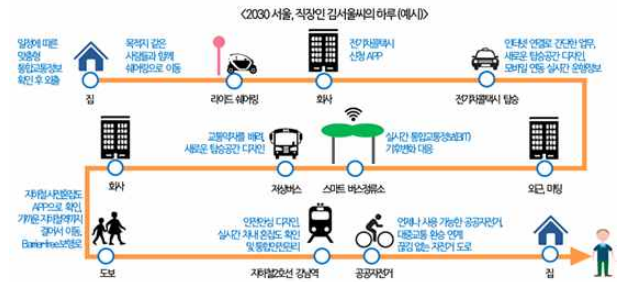 <2030 서울, 직장인 김서울씨의 하루(예시)>
일정에 따른
맞춤형
통합교통정보
확인 후 외출
집
목적지 같은
사람들과 함께
쉐어링으로 이동
라이드 쉐어링
회사
전기차콜택시
신청 APP
인터넷 연결로 간단한 업무,
새로운 탑승공간 디자인,
모바일 연동 실시간 운행정보
전기차콜택시 탑승
회사
교통약자를 배려,
새로운 탑승공간 디자인
저상버스
스마트 버스정류소
실시간 통합교통정보(BIT)
기후변화 대응
외근 미팅
지하철 사전혼잡도
APP으로 확인,
가까운 지하철역까지
걸어서 이동,
Barrier-free보행로
도보
안전안심 디자인,
실시간 차내 혼잡도 확인
및 통합안전관리
지하철2호선 강남역
공공자전거
언제나 사용 가능한 공공자전거,
대중교통 환승 연계
끊김 없는 자전거 도로
집